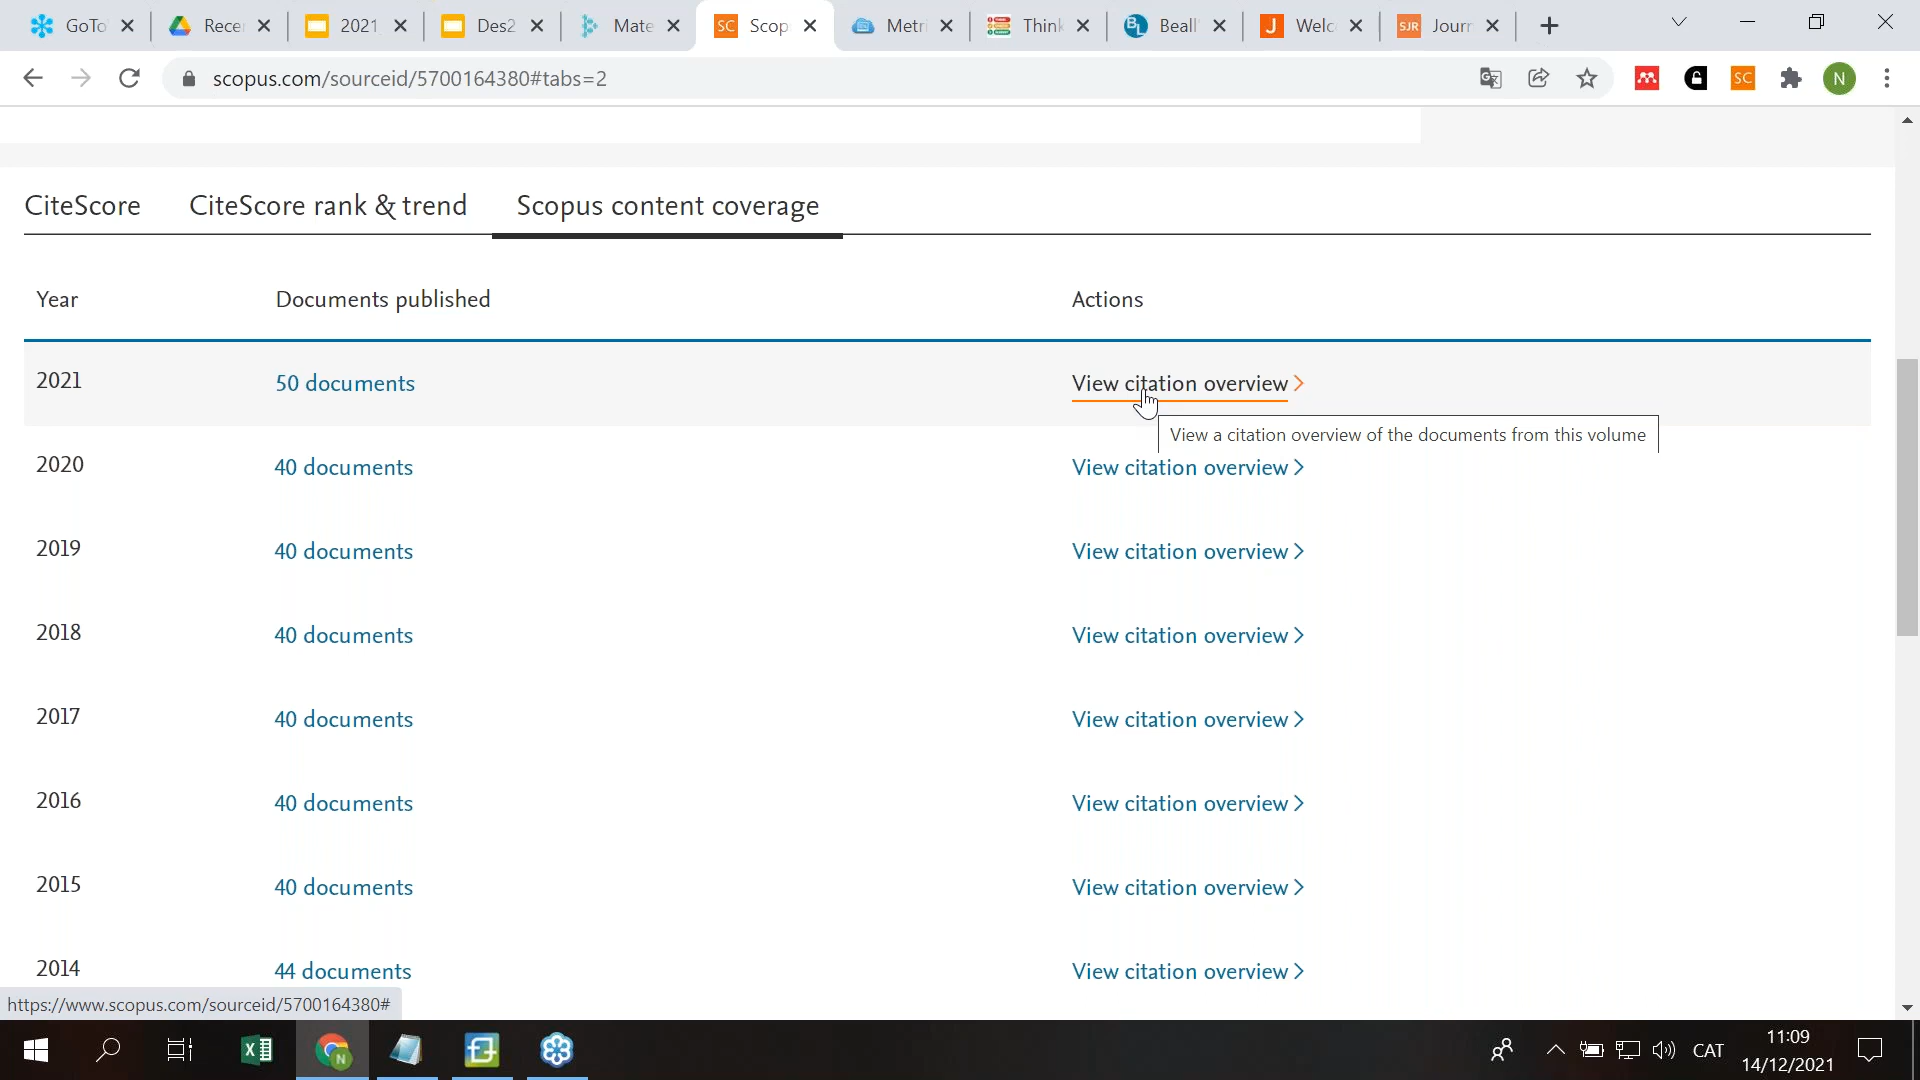 GoTo
Rece
2021
Des2
Mate
SC Scop
Metri
Think
BL Beall'
J Welc
SJR Journ
scopus.com/sourceid/5700164380#tabs=2
SC
N
CiteScore CiteScore rank & trend Scopus content coverage
Year Documents published Actions
2021 50 documents View citation overview
View a citation overview of the documents from this volume
2020 40 documents View citation overview
2019 40 documents View citation overview
2018 40 documents View citation overview
2017 40 documents View citation overview
2016 40 documents View citation overview
2015 40 documents View citation overview
2014 44 documents View citation overview
https://www.scopus.com/sourceid/5700164380#
N
CAT
11:09
14/12/2021